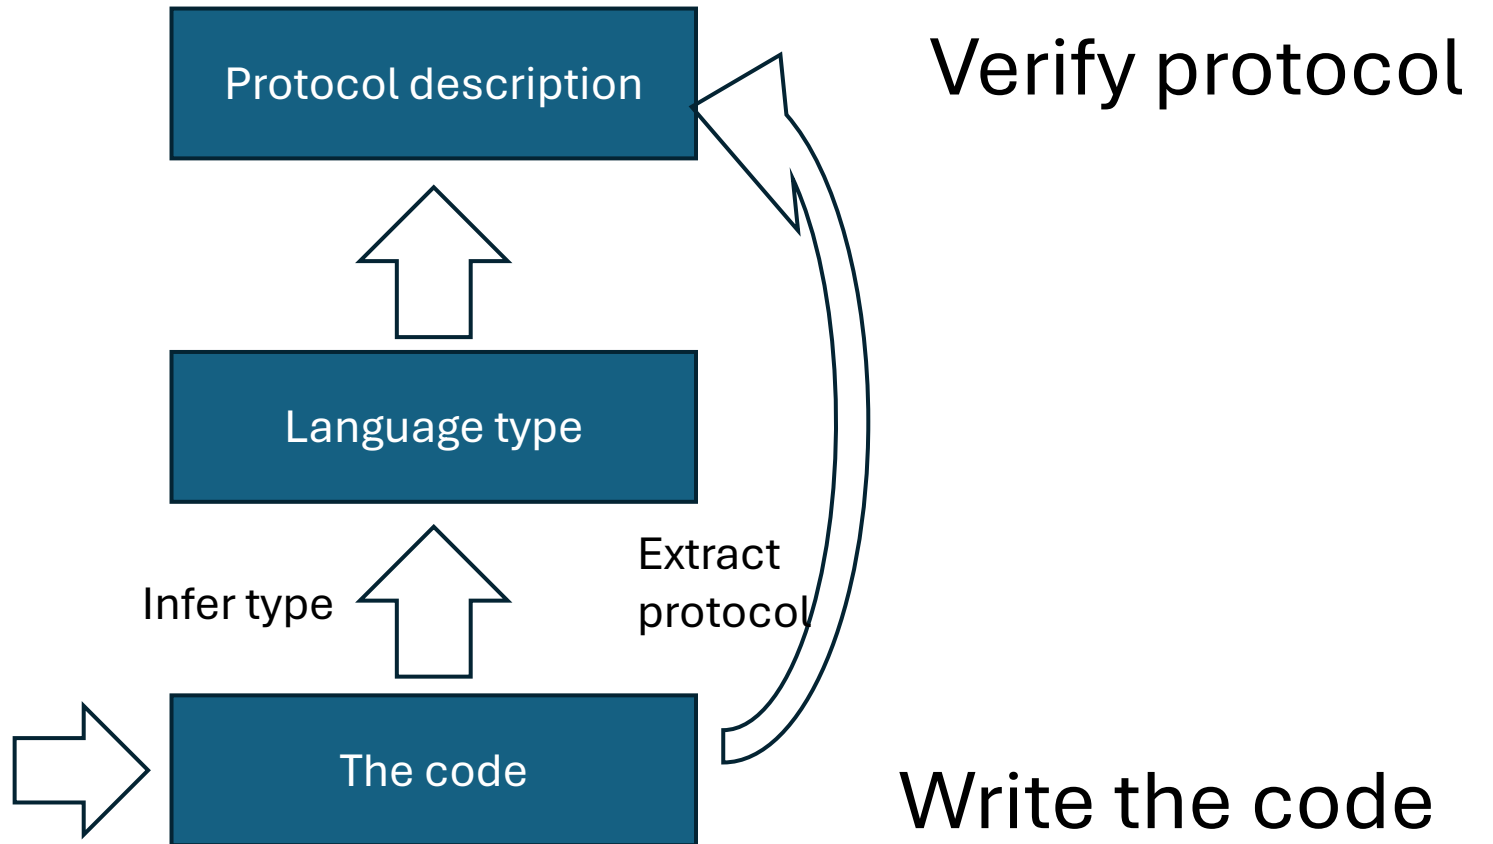 Protocol description
Verify protocol
Language type
Extract
protocol
Infer type
The code
Write the code